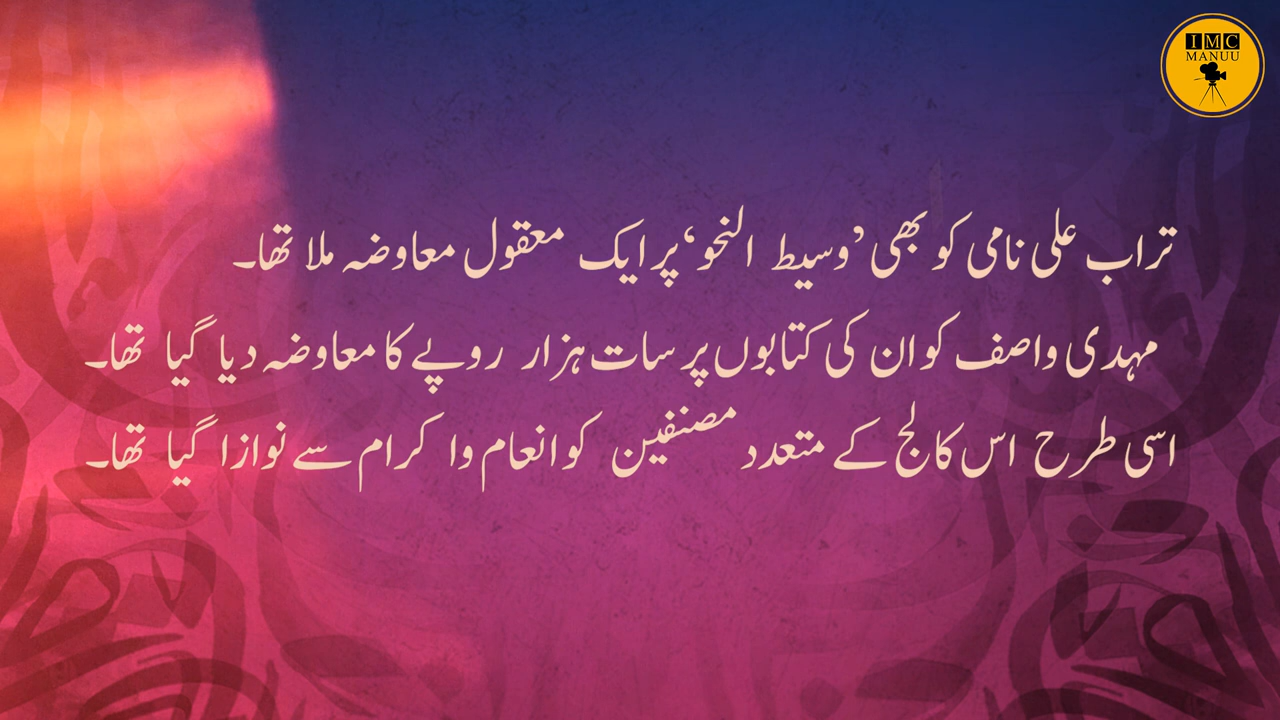 IMC
MANUU
تراب علی نامی کو بھی ’وسیط النحو‘ پر ایک معقول معاوضہ ملا تھا۔
مہدی واصف کو ان کی کتابوں پر سات ہزار روپے کا معاوضہ دیا گیا تھا۔
اسی طرح اس کالج کے متعدد مصنفین کو انعام وا کرام سے نوازا گیا تھا۔